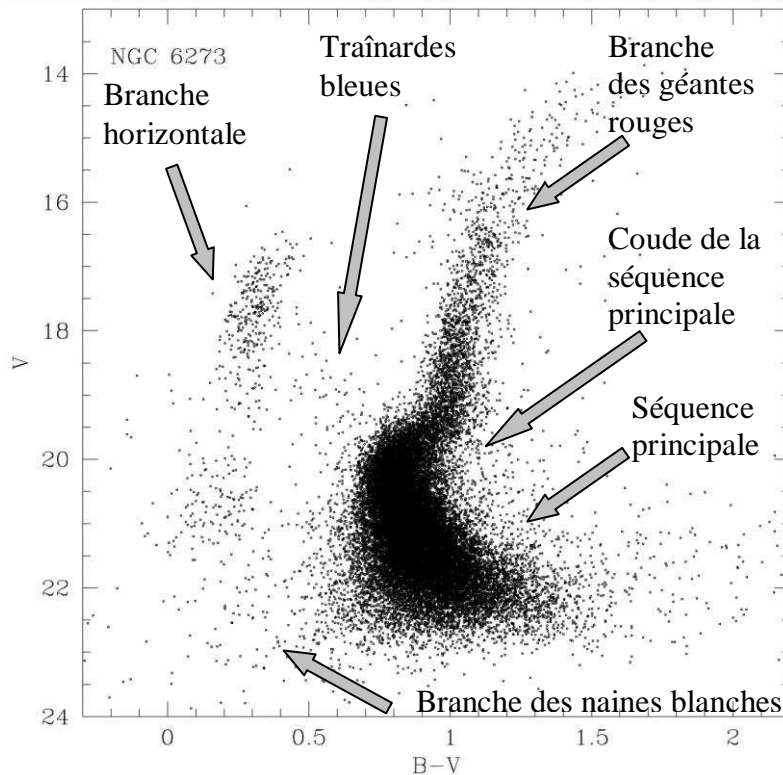 NGC 6273
Branche
horizontale
Traînardes
bleues
Branche
des géantes
rouges
Coude de la
séquence
principale
Séquence
principale
Branche des naines blanches
V
14
16
18
20
22
24
0
0.5
1
1.5
2
B-V